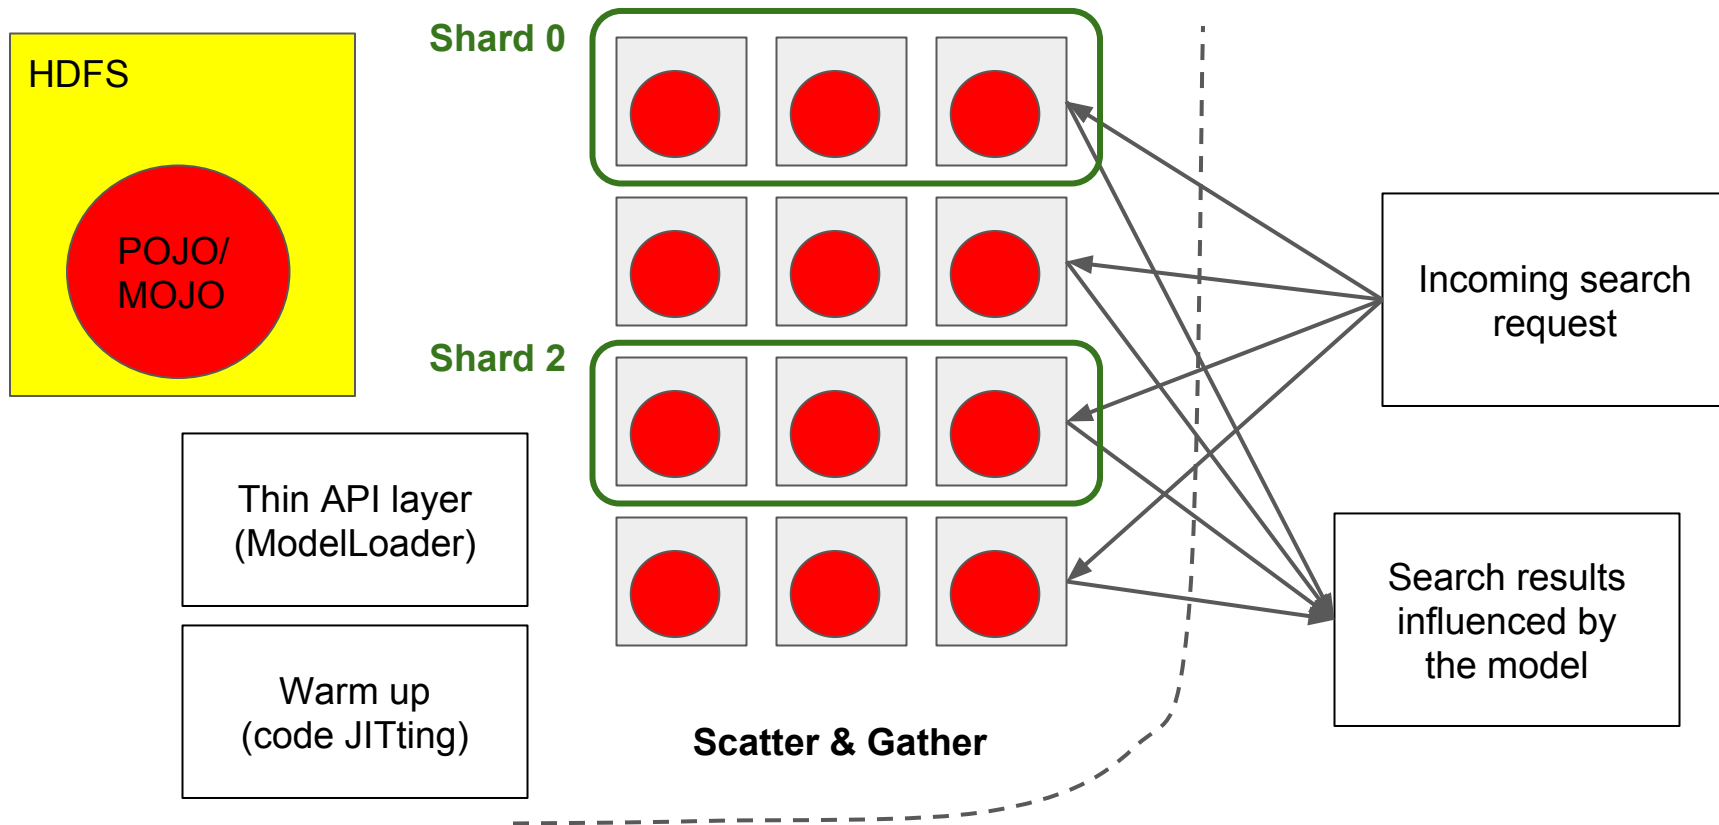 Shard 0
HDFS
POJO/
MOJO
Incoming search
request
Shard 2
Thin API layer
(ModelLoader)
Search results
influenced by
the model
Warm up
(code JITting)
Scatter & Gather